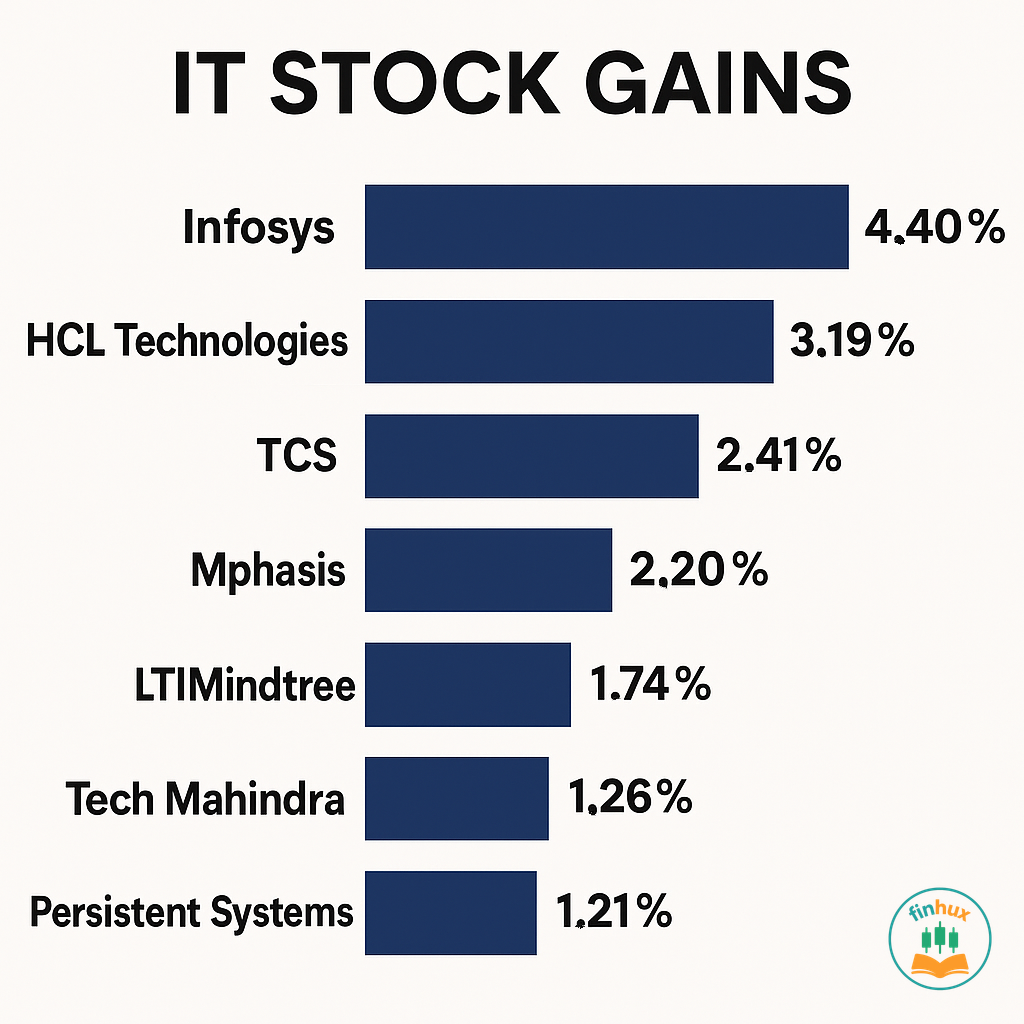 IT STOCK GAINS
Infosys 4.40%
HCL Technologies 3.19%
TCS 2.41%
Mphasis 2.20%
LTIMindtree 1.74%
Tech Mahindra 1.26%
Persistent Systems 1.21%
finhux